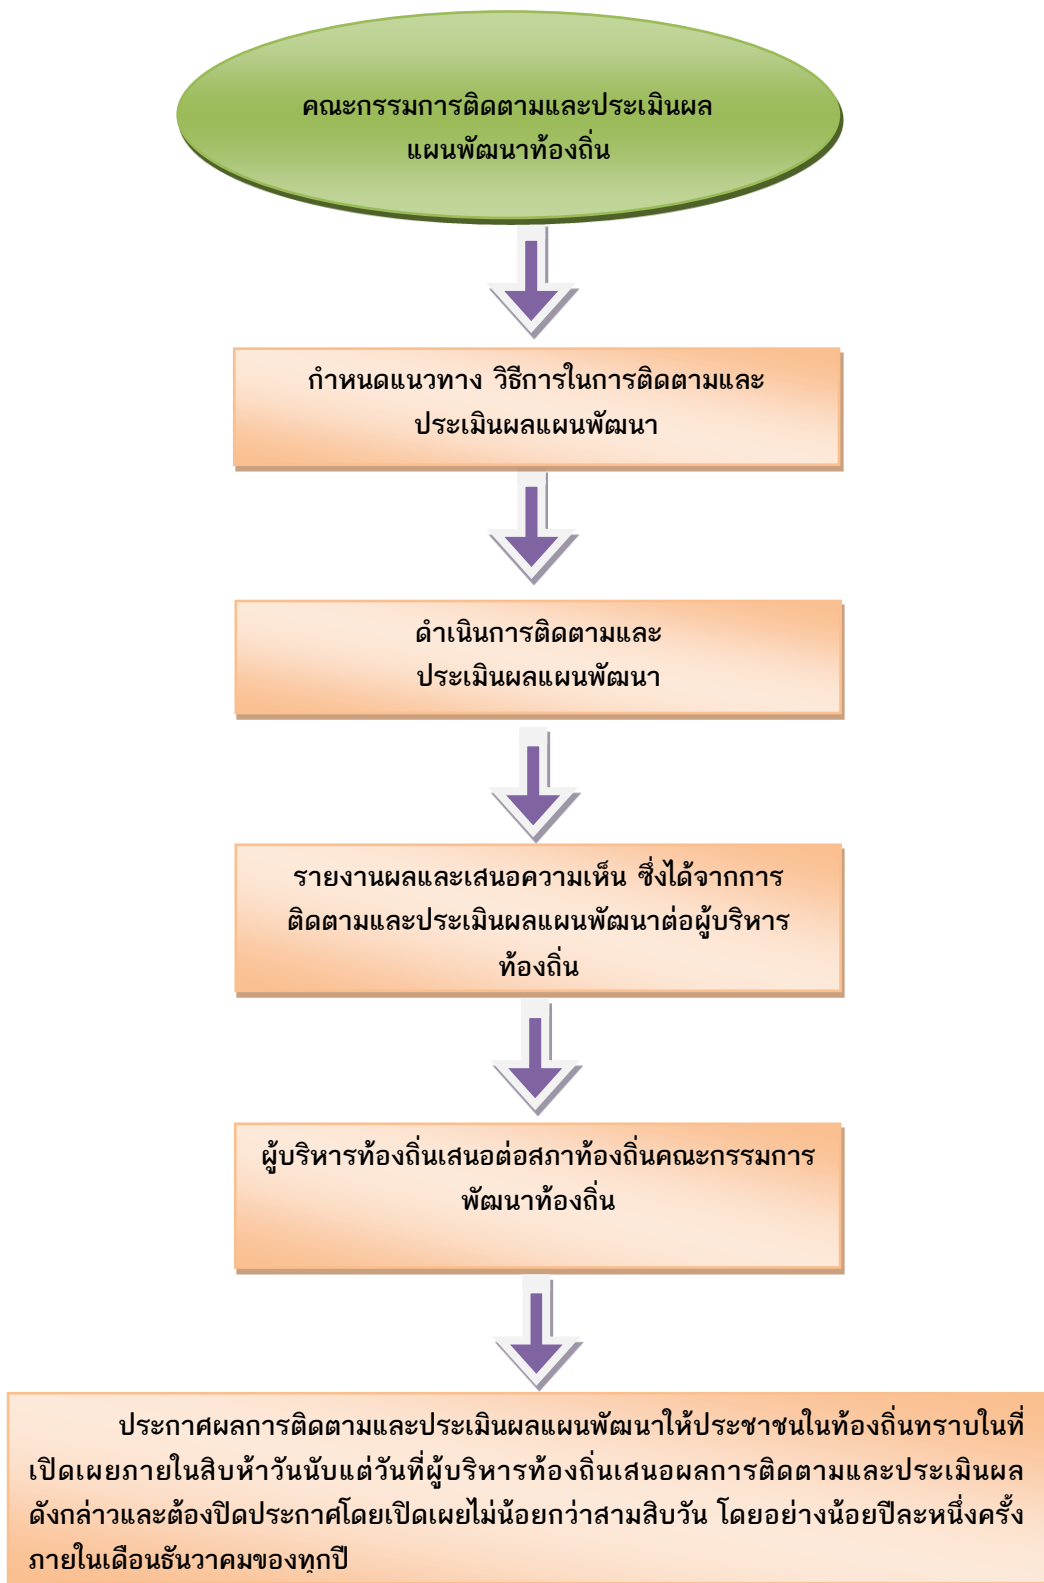 คณะกรรมการติดตามและประเมินผล
แผนพัฒนาท้องถิ่น
กำหนดแนวทาง วิธีการในการติดตามและ
ประเมินผลแผนพัฒนา
ดำเนินการติดตามและ
ประเมินผลแผนพัฒนา
รายงานผลและเสนอความเห็น ซึ่งได้จากการ
ติดตามและประเมินผลแผนพัฒนาต่อผู้บริหาร
ท้องถิ่น
ผู้บริหารท้องถิ่นเสนอต่อสภาท้องถิ่นคณะกรรมการ
พัฒนาท้องถิ่น
ประกาศผลการติดตามและประเมินผลแผนพัฒนาให้ประชาชนในท้องถิ่นทราบในที่
เปิดเผยภายในสิบห้าวันนับแต่วันที่ผู้บริหารท้องถิ่นเสนอผลการติดตามและประเมินผล
ดังกล่าวและต้องปิดประกาศโดยเปิดเผยไม่น้อยกว่าสามสิบวัน โดยอย่างน้อยปีละหนึ่งครั้ง
ภายในเดือนธันวาคมของทุกปี